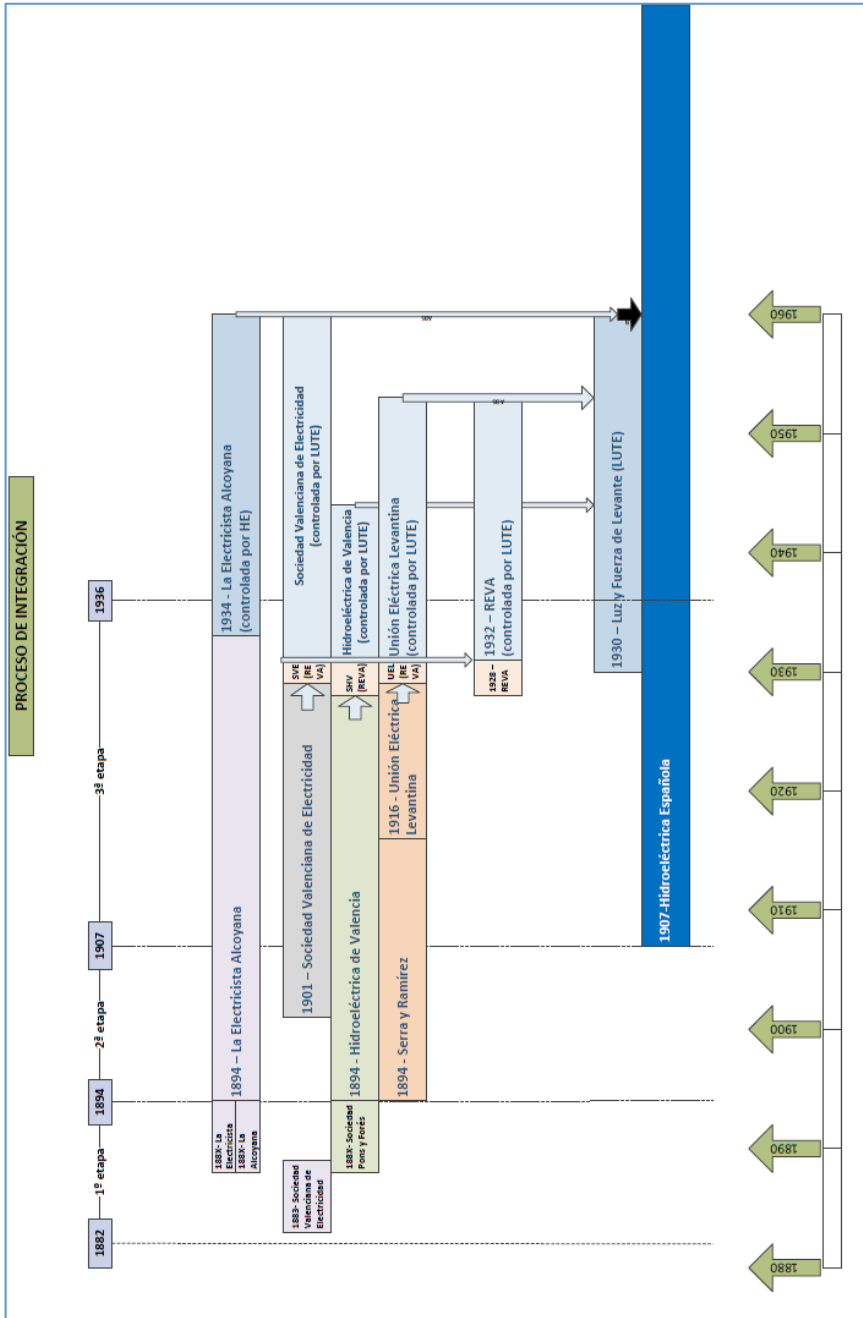 PROCESO DE INTEGRACIÓN
1882
1º etapa
1894
2ª etapa
1907
3ª etapa
1936
188X- La
Electricista
188X- La
Alcoyana
1894 – La Electricista Alcoyana
1934 - La Electricista Alcoyana
(controlada por HE)
1883- Sociedad
Valenciana de
Electricidad
1901 – Sociedad Valenciana de Electricidad
SVE
(RE
VA)
Sociedad Valenciana de Electricidad
(controlada por LUTE)
188X- Sociedad
Pons y Forés
1894 - Hidroeléctrica de Valencia
SHV
(REVA)
Hidroeléctrica de Valencia
(controlada por LUTE)
1894 - Serra y Ramírez
1916 - Unión Eléctrica
Levantina
UEL
(RE
VA)
Unión Eléctrica Levantina
(controlada por LUTE)
1928 –
REVA
1932 – REVA
(controlada por LUTE)
1930 – Luz y Fuerza de Levante (LUTE)
1907-Hidroeléctrica Española
1880
1890
1900
1910
1920
1930
1940
1950
1960